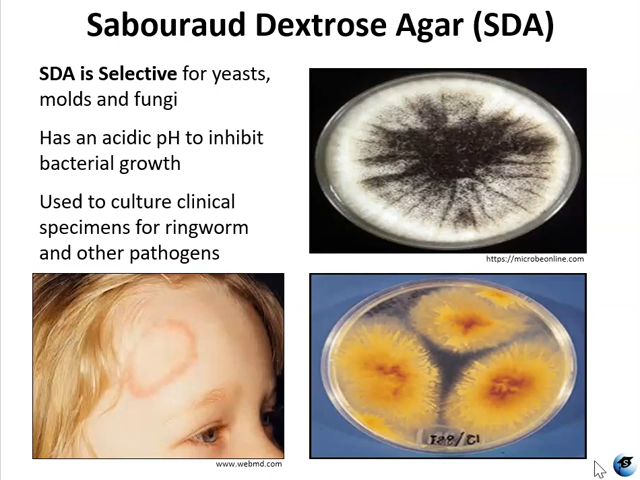 Sabouraud Dextrose Agar (SDA)
SDA is Selective for yeasts,
molds and fungi
Has an acidic pH to inhibit
bacterial growth
Used to culture clinical
specimens for ringworm
and other pathogens
https://microbeonline.com
www.webmd.com